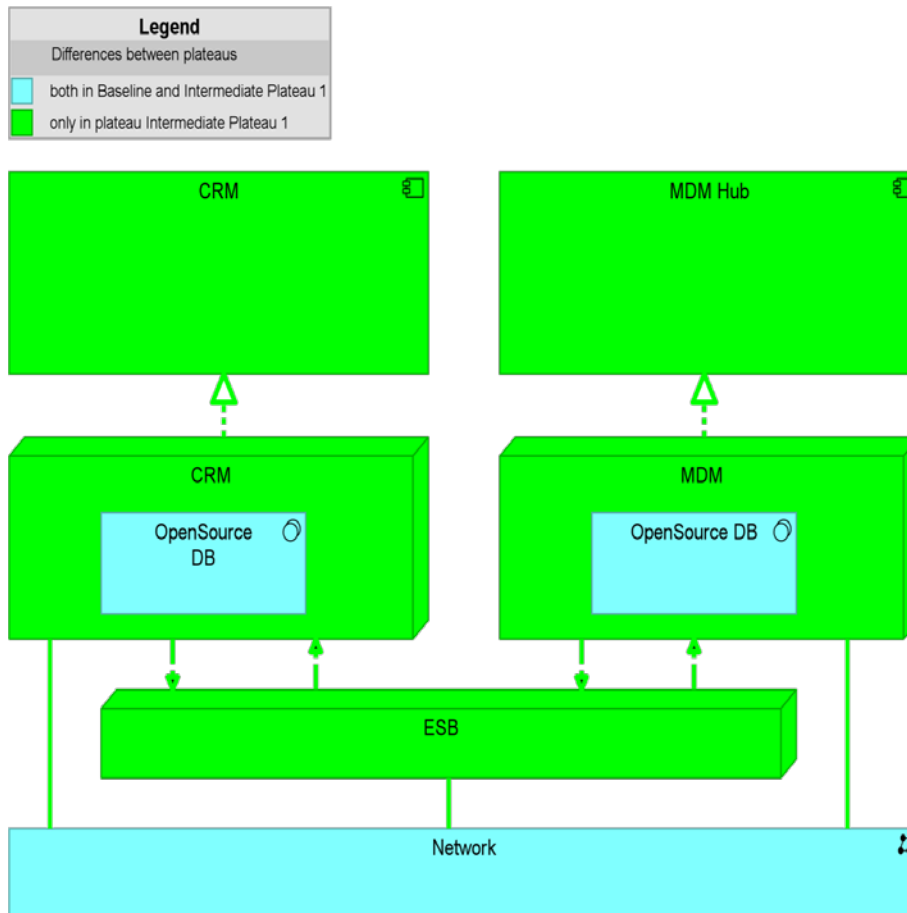 Legend
Differences between plateaus
both in Baseline and Intermediate Plateau 1
only in plateau Intermediate Plateau 1
CRM
MDM Hub
CRM
MDM
OpenSource
DB
OpenSource DB
ESB
Network